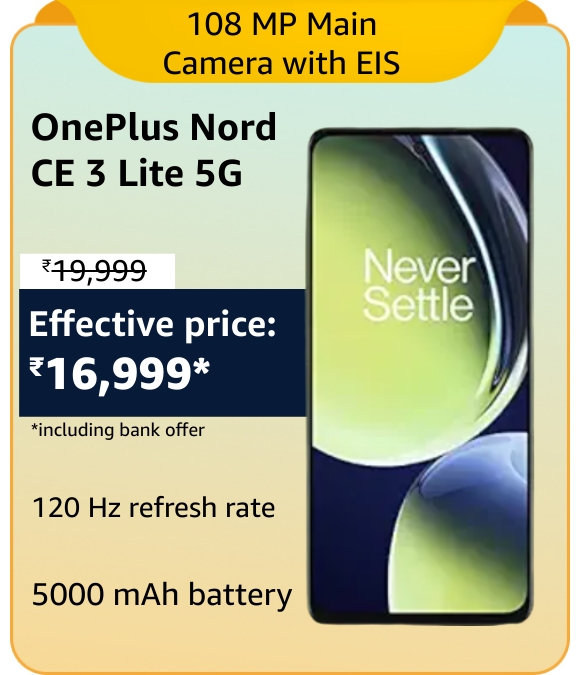 108 MP Main
Camera with EIS
OnePlus Nord
CE 3 Lite 5G
₹19,999
Effective price:
₹16,999*
*including bank offer
120 Hz refresh rate
5000 mAh battery
Never
Settle